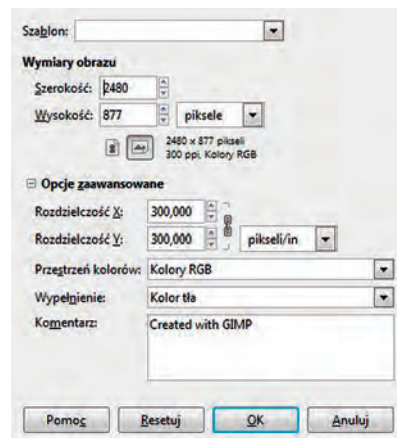 Szablon:
Wymiary obrazu
Szerokość: 2480
Wysokość: 877 piksele
2480 x 877 pikseli
300 ppi, Kolory RGB
Opcje zaawansowane
Rozdzielczość X: 300,000
Rozdzielczość Y: 300,000 pikseli/in
Przestrzeń kolorów: Kolory RGB
Wypełnienie: Kolor tła
Komentarz: Created with GIMP
Pomoc Resetuj OK Anuluj